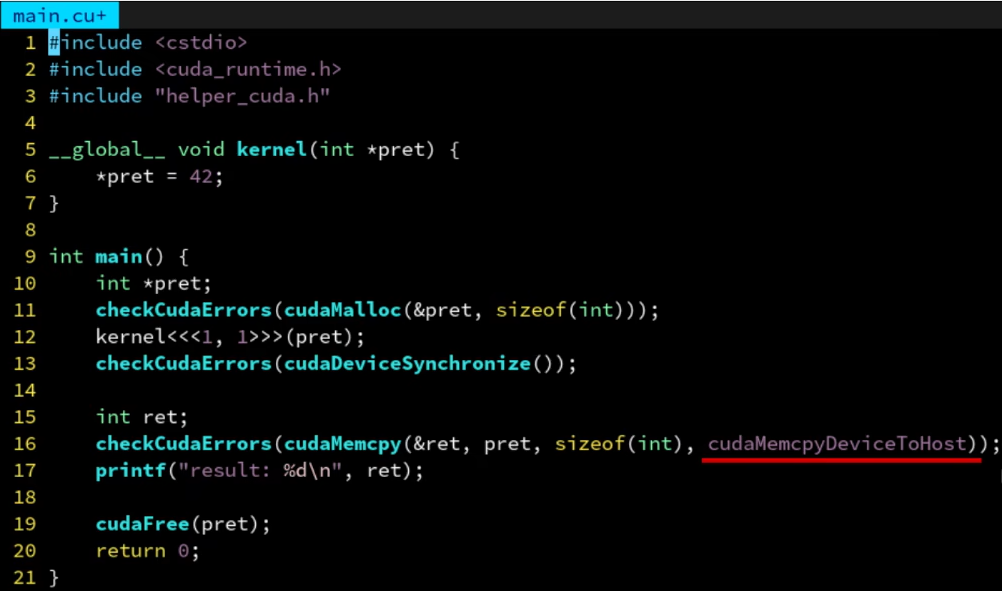 main.cu+
1 #include <cstdio>
2 #include <cuda_runtime.h>
3 #include "helper_cuda.h"
4
5 __global__ void kernel(int *pret) {
6     *pret = 42;
7 }
8
9 int main() {
10     int *pret;
11     checkCudaErrors(cudaMalloc(&pret, sizeof(int)));
12     kernel<<<1, 1>>>(pret);
13     checkCudaErrors(cudaDeviceSynchronize());
14
15     int ret;
16     checkCudaErrors(cudaMemcpy(&ret, pret, sizeof(int), cudaMemcpyDeviceToHost));
17     printf("result: %d\n", ret);
18
19     cudaFree(pret);
20     return 0;
21 }